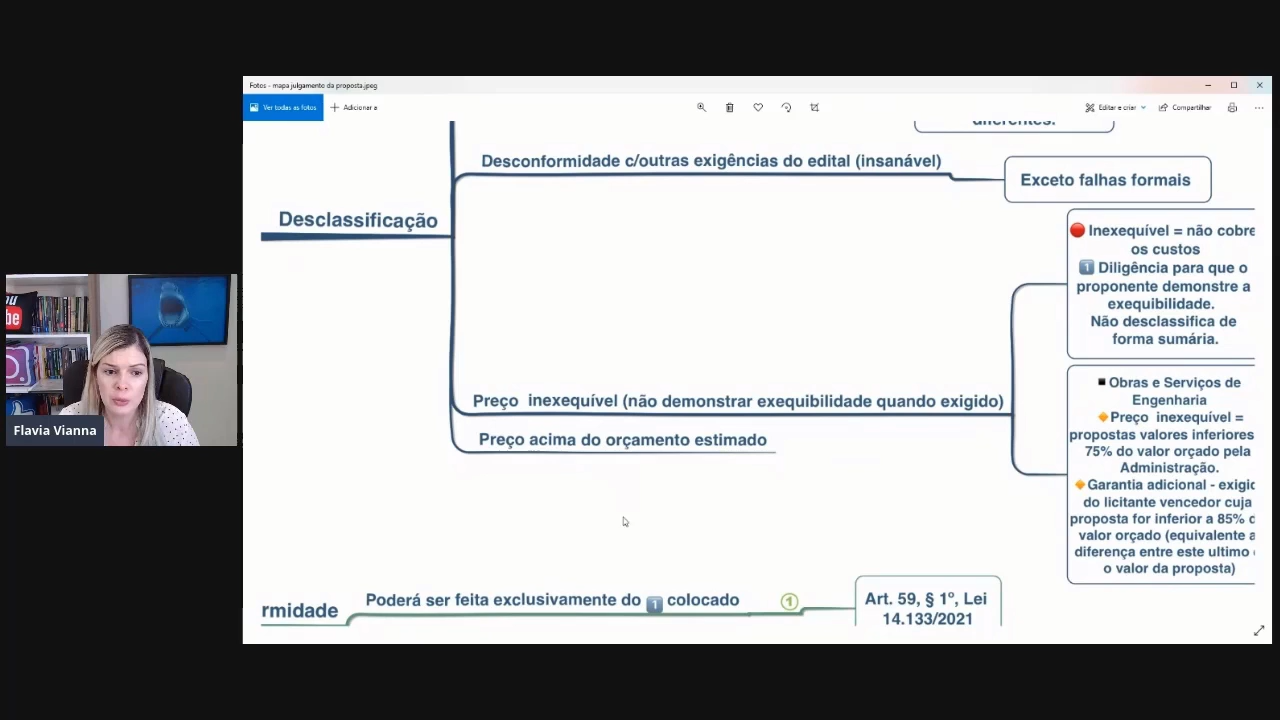 Fotos - mapa julgamento da proposta.jpeg
Ver todas as fotos
Adicionar a
Editar e criar
Compartilhar
diferentes.
Desconformidade c/outras exigências do edital (insanável)
Exceto falhas formais
Desclassificação
🔴 Inexequível = não cobre
os custos
1️⃣ Diligência para que o
proponente demonstre a
exequibilidade.
Não desclassifica de
forma sumária.
Preço inexequível (não demonstrar exequibilidade quando exigido)
Preço acima do orçamento estimado
▪Obras e Serviços de
Engenharia
🔸Preço inexequível =
propostas valores inferiores
75% do valor orçado pela
Administração.
🔸Garantia adicional - exigid
do licitante vencedor cuja
proposta for inferior a 85% d
valor orçado (equivalente a
diferença entre este ultimo
o valor da proposta)
rmidade
Poderá ser feita exclusivamente do 1️⃣ colocado
①
Art. 59, § 1º, Lei
14.133/2021
Flavia Vianna